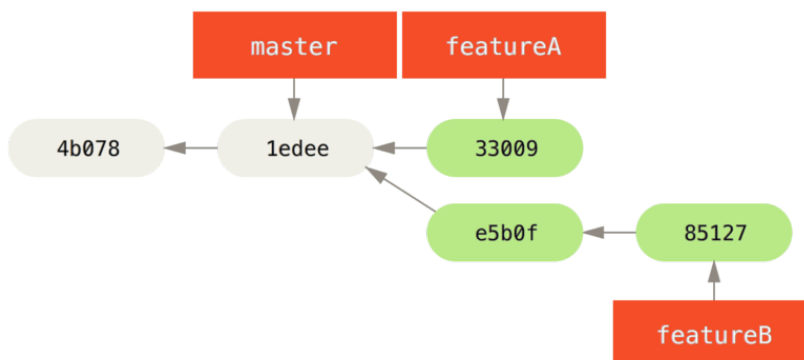 master
featureA
4b078
1edee
33009
e5b0f
85127
featureB